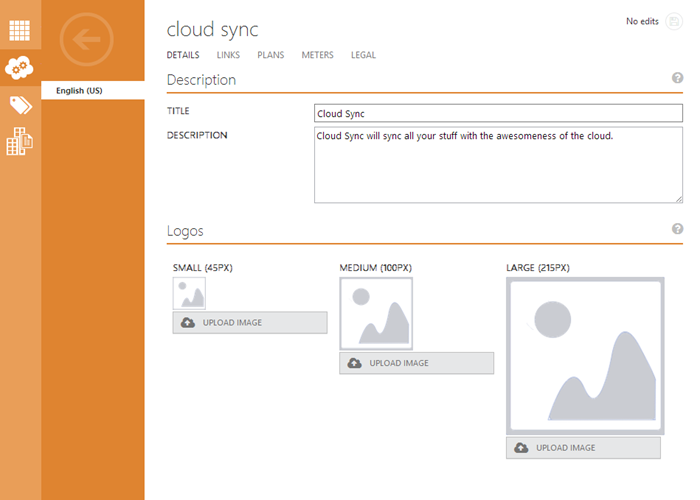 cloud sync
No edits
DETAILS LINKS PLANS METERS LEGAL
English (US)
Description
?
TITLE
Cloud Sync
DESCRIPTION
Cloud Sync will sync all your stuff with the awesomeness of the cloud.
Logos
?
SMALL (45PX) MEDIUM (100PX) LARGE (215PX)
UPLOAD IMAGE
UPLOAD IMAGE
UPLOAD IMAGE